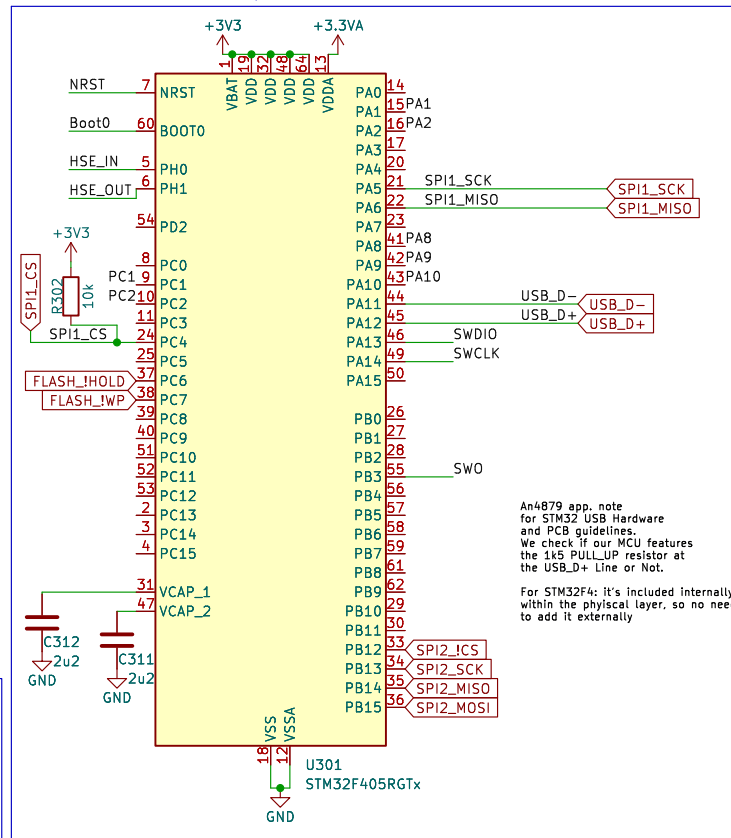 +3V3
+3.3VA
1
19
32
48
64
13
VBAT
VDD
VDD
VDD
VDD
VDDA
NRST
7
NRST
Boot0
60
BOOT0
HSE_IN
5
PH0
HSE_OUT
6
PH1
54
PD2
+3V3
8
PC0
PC1
9
PC1
PC2
10
PC2
11
PC3
SPI1_CS
R302
10k
SPI1_CS
24
PC4
25
PC5
FLASH_!HOLD
37
PC6
FLASH_!WP
38
PC7
39
PC8
40
PC9
51
PC10
52
PC11
53
PC12
2
PC13
3
PC14
4
PC15
31
VCAP_1
47
VCAP_2
C312
2u2
GND
C311
2u2
GND
PA0
14
PA1
15
PA1
PA2
16
PA2
PA3
17
PA4
20
PA5
21
SPI1_SCK
SPI1_SCK
PA6
22
SPI1_MISO
SPI1_MISO
PA7
23
PA8
41
PA8
PA9
42
PA9
PA10
43
PA10
PA11
44
USB_D-
USB_D-
PA12
45
USB_D+
USB_D+
PA13
46
SWDIO
PA14
49
SWCLK
PA15
50
PB0
26
PB1
27
PB2
28
PB3
55
SWO
PB4
56
PB5
57
PB6
58
PB7
59
PB8
61
PB9
62
PB10
29
PB11
30
PB12
33
SPI2_!CS
PB13
34
SPI2_SCK
PB14
35
SPI2_MISO
PB15
36
SPI2_MOSI
An4879 app. note
for STM32 USB Hardware
and PCB guidelines.
We check if our MCU features
the 1k5 PULL_UP resistor at
the USB_D+ Line or Not.
For STM32F4: it's included internally
within the phyiscal layer, so no nee
to add it externally
VSS
VSSA
18
12
GND
U301
STM32F405RGTx